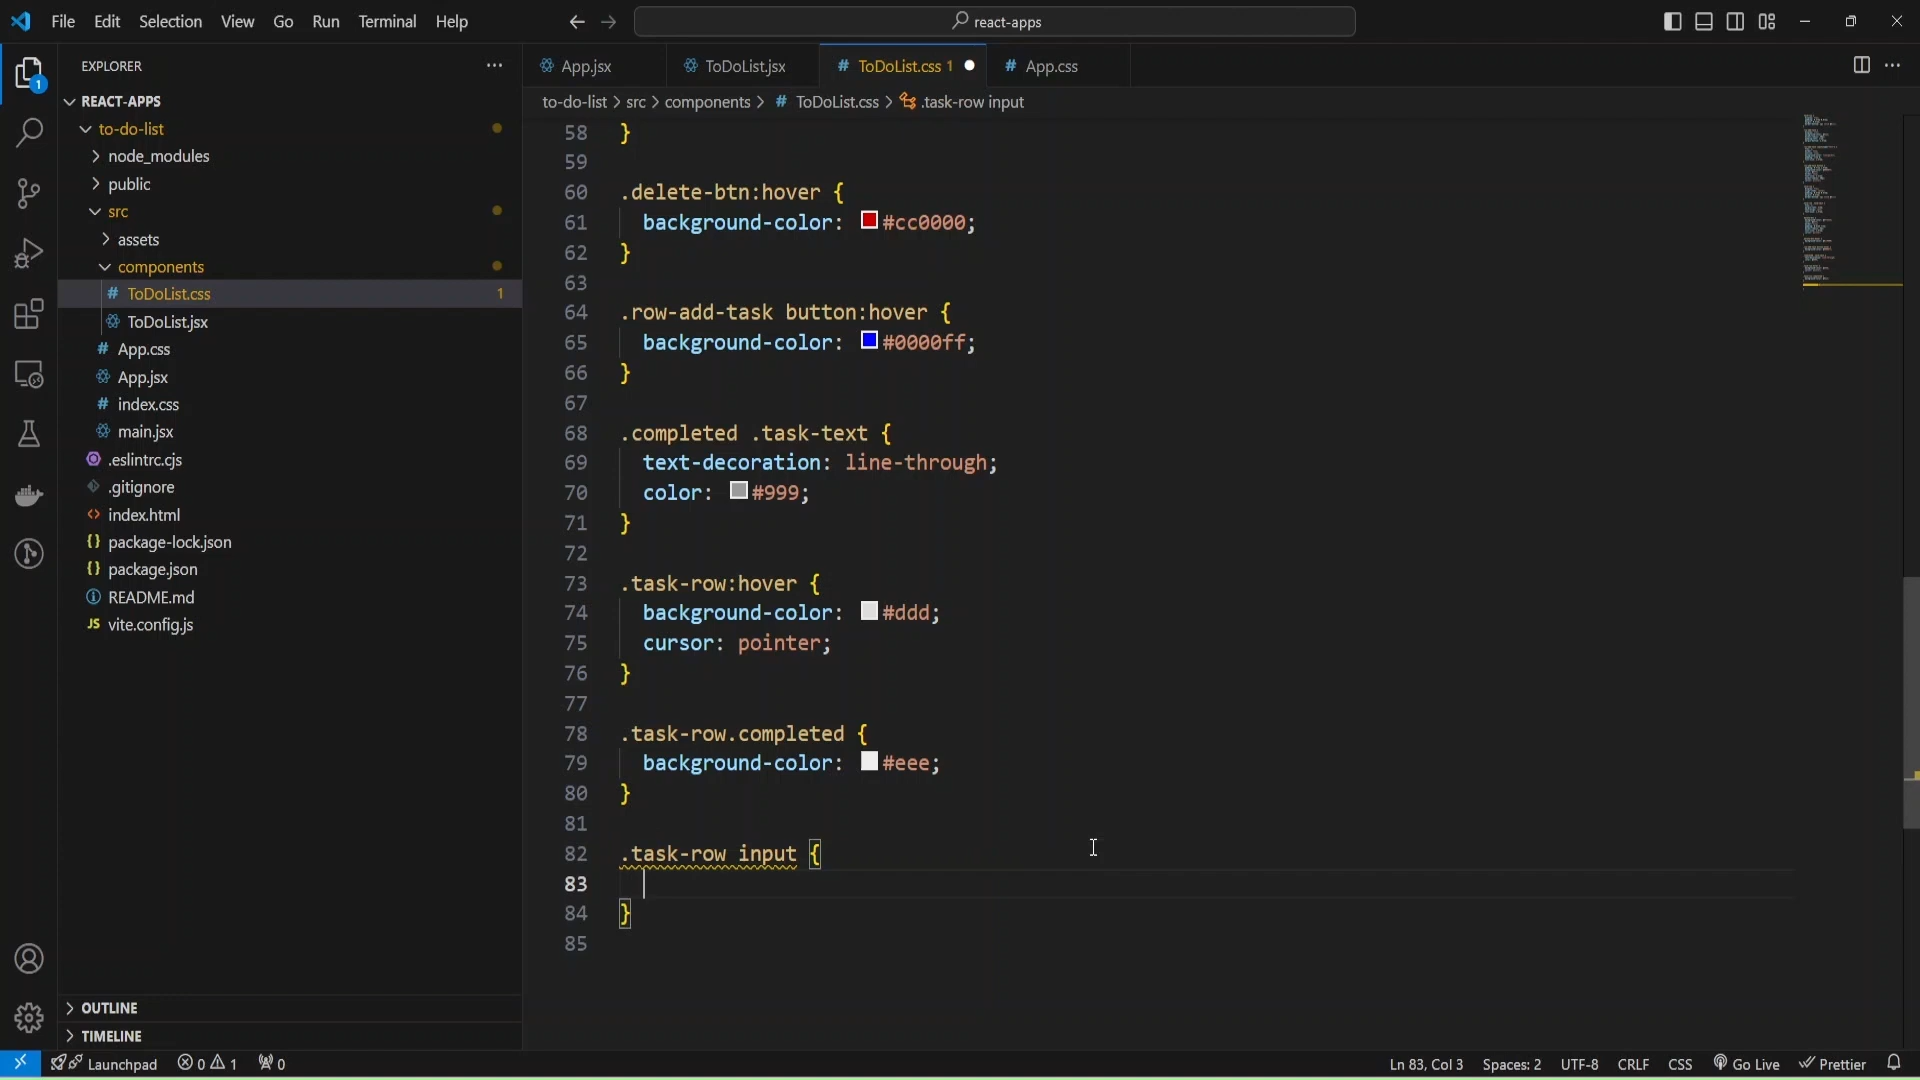 File Edit Selection View Go Run Terminal Help
react-apps
EXPLORER
REACT-APPS
to-do-list
node_modules
public
src
assets
components
# ToDoList.css 1
ToDoList.jsx
# App.css
App.jsx
# index.css
main.jsx
.eslintrc.cjs
.gitignore
<> index.html
{} package-lock.json
{} package.json
README.md
JS vite.config.js
OUTLINE
TIMELINE
1
App.jsx ToDoList.jsx # ToDoList.css 1 # App.css
to-do-list > src > components > # ToDoList.css > .task-row input
58 }
59
60 .delete-btn:hover {
61 background-color: #cc0000;
62 }
63
64 .row-add-task button:hover {
65 background-color: #0000ff;
66 }
67
68 .completed .task-text {
69 text-decoration: line-through;
70 color: #999;
71 }
72
73 .task-row:hover {
74 background-color: #ddd;
75 cursor: pointer;
76 }
77
78 .task-row.completed {
79 background-color: #eee;
80 }
81
82 .task-row input {
83
84 }
85
Launchpad 0 1 0 Ln 83, Col 3 Spaces: 2 UTF-8 CRLF CSS Go Live Prettier